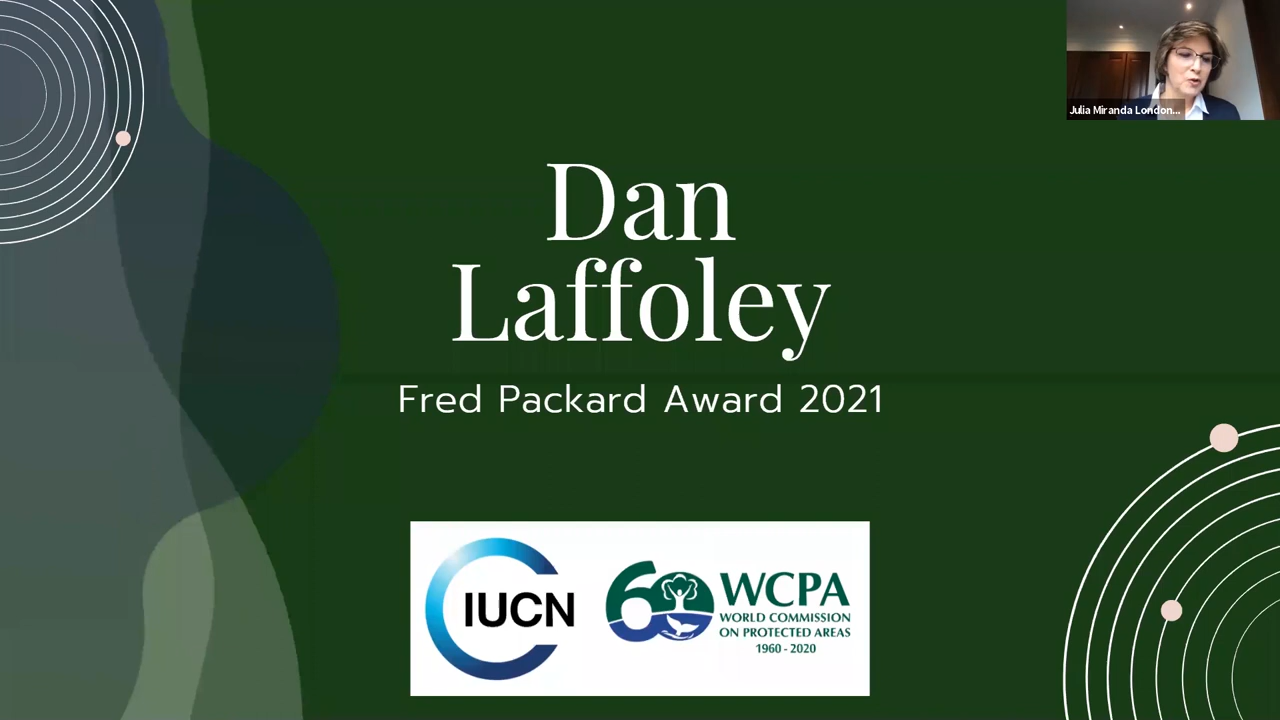 Julia Miranda London...
Dan
Laffoley
Fred Packard Award 2021
IUCN
60
WCPA
WORLD COMMISSION
ON PROTECTED AREAS
1960 - 2020